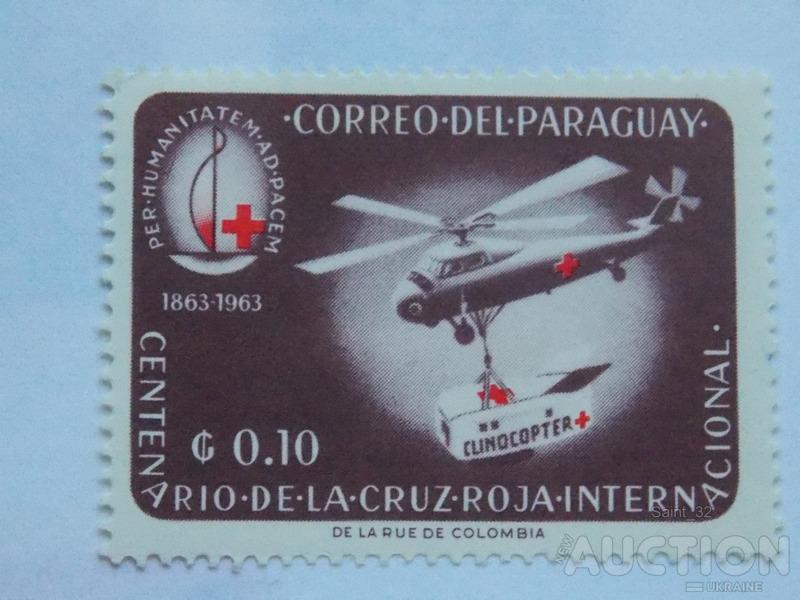 ·CORREO·DEL·PARAGUAY·
PER·HUMANITATEM·AD·PACEM
1863·1963
CLINOCOPTER
₲ 0.10
CENTENARIO·DE·LA·CRUZ·ROJA·INTERNACIONAL·
DE LA RUE DE COLOMBIA
Saint_32
NEW
AUCTION
UKRAINE